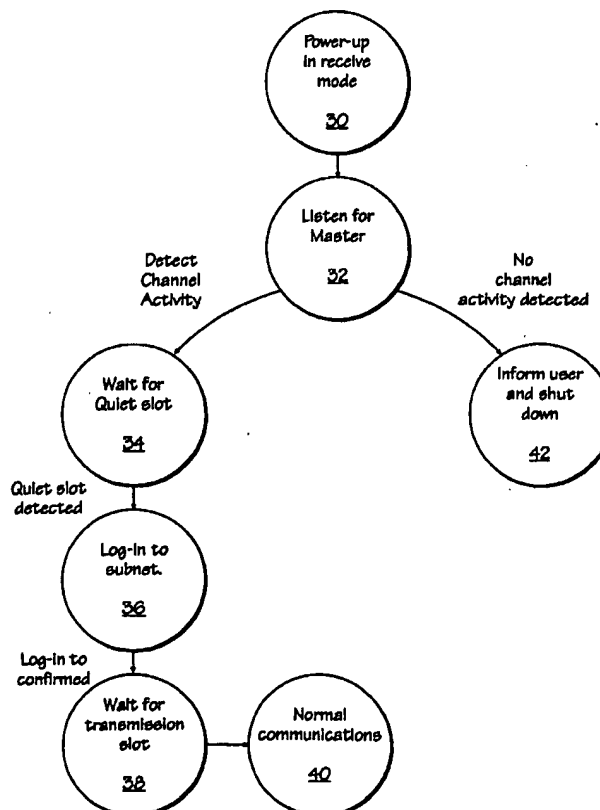 Power-up
in receive
mode
30
Listen for
Master
32
Detect
Channel
Activity
No
channel
activity detected
Wait for
Quiet slot
34
Inform user
and shut
down
42
Quiet slot
detected
Log-in to
subnet.
36
Log-in to
confirmed
Wait for
transmission
slot
38
Normal
communications
40